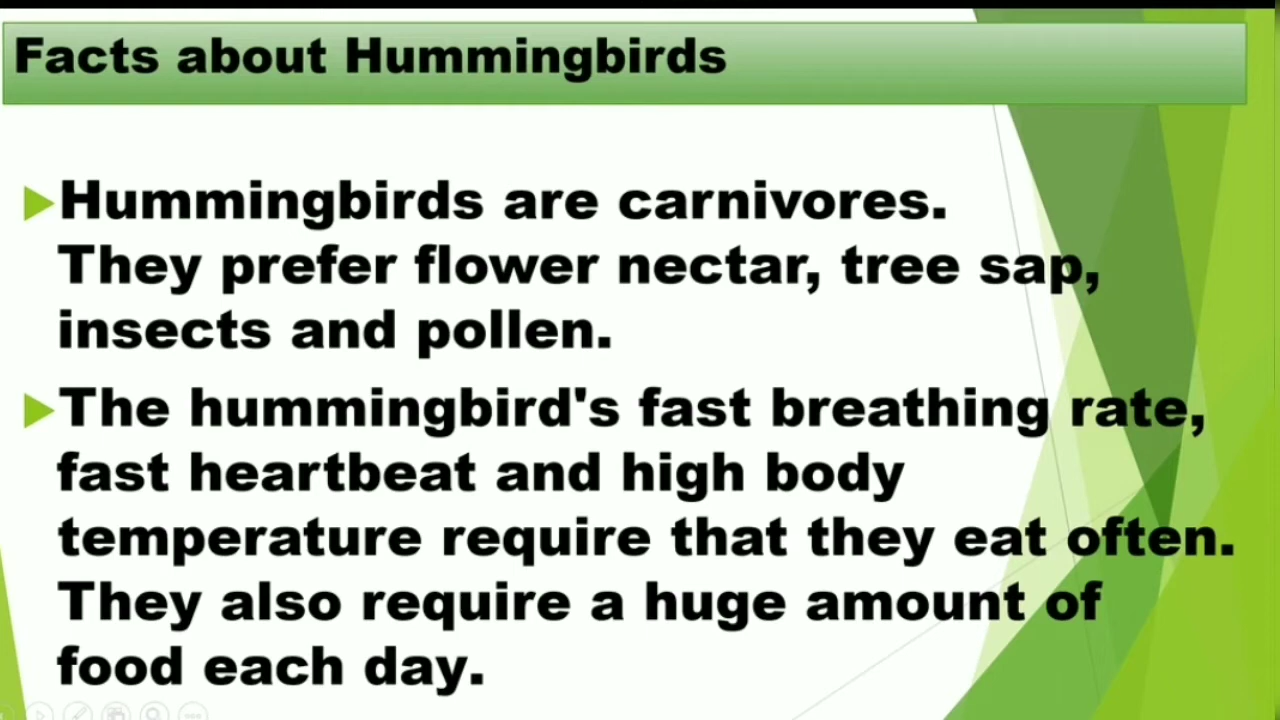 Facts about Hummingbirds
Hummingbirds are carnivores.
They prefer flower nectar, tree sap,
insects and pollen.
The hummingbird's fast breathing rate,
fast heartbeat and high body
temperature require that they eat often.
They also require a huge amount of
food each day.